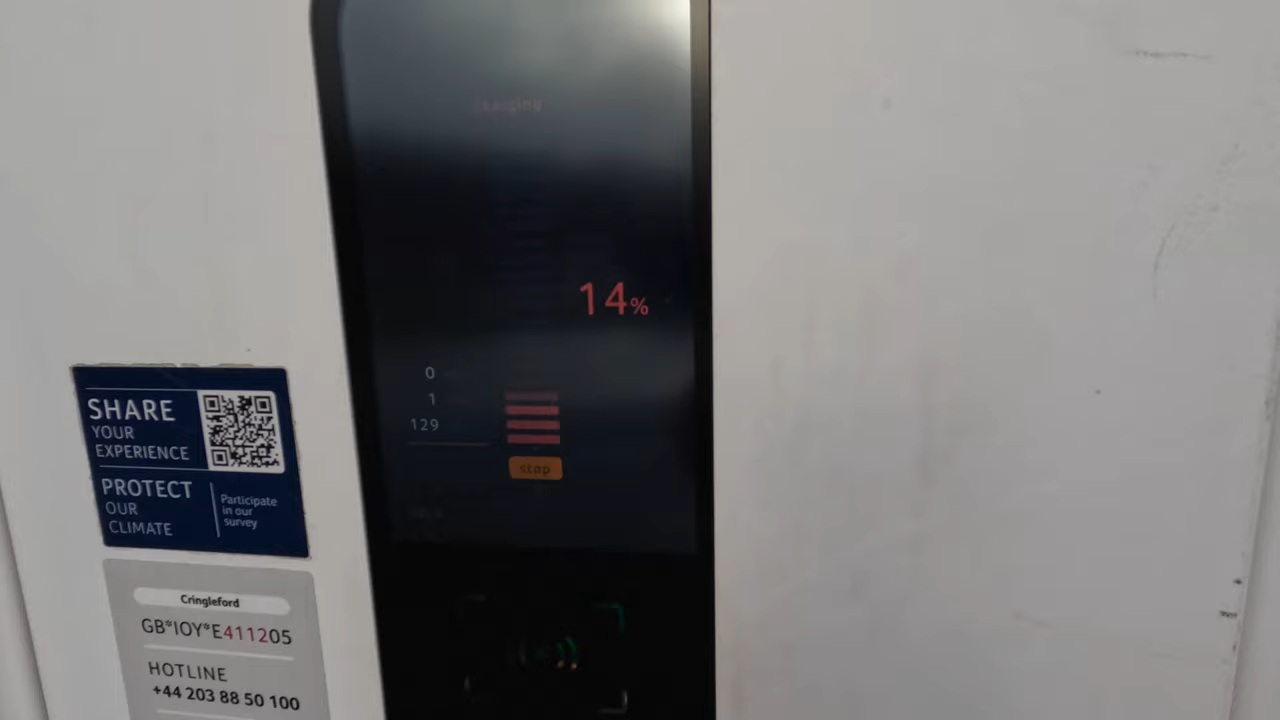 Charging
14%
0
1
129
stop
SHARE
YOUR
EXPERIENCE
PROTECT
OUR
CLIMATE
Participate
in our
survey
Cringleford
GB*IOY*E411205
HOTLINE
+44 203 88 50 100